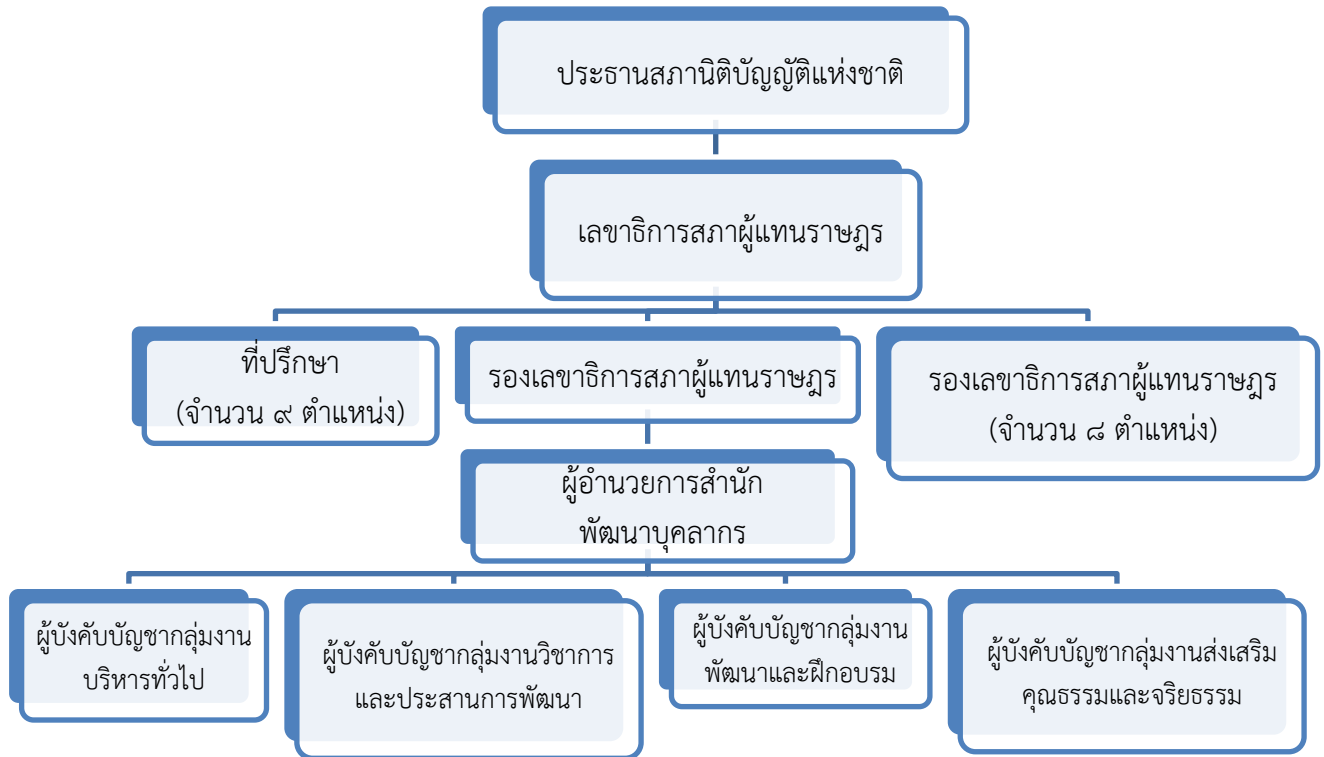 ประธานสภานิติบัญญัติแห่งชาติ
เลขาธิการสภาผู้แทนราษฎร
ที่ปรึกษา
(จำนวน ๙ ตำแหน่ง)
รองเลขาธิการสภาผู้แทนราษฎร
รองเลขาธิการสภาผู้แทนราษฎร
(จำนวน ๘ ตำแหน่ง)
ผู้อำนวยการสำนัก
พัฒนาบุคลากร
ผู้บังคับบัญชากลุ่มงาน
บริหารทั่วไป
ผู้บังคับบัญชากลุ่มงานวิชาการ
และประสานการพัฒนา
ผู้บังคับบัญชากลุ่มงาน
พัฒนาและฝึกอบรม
ผู้บังคับบัญชากลุ่มงานส่งเสริม
คุณธรรมและจริยธรรม